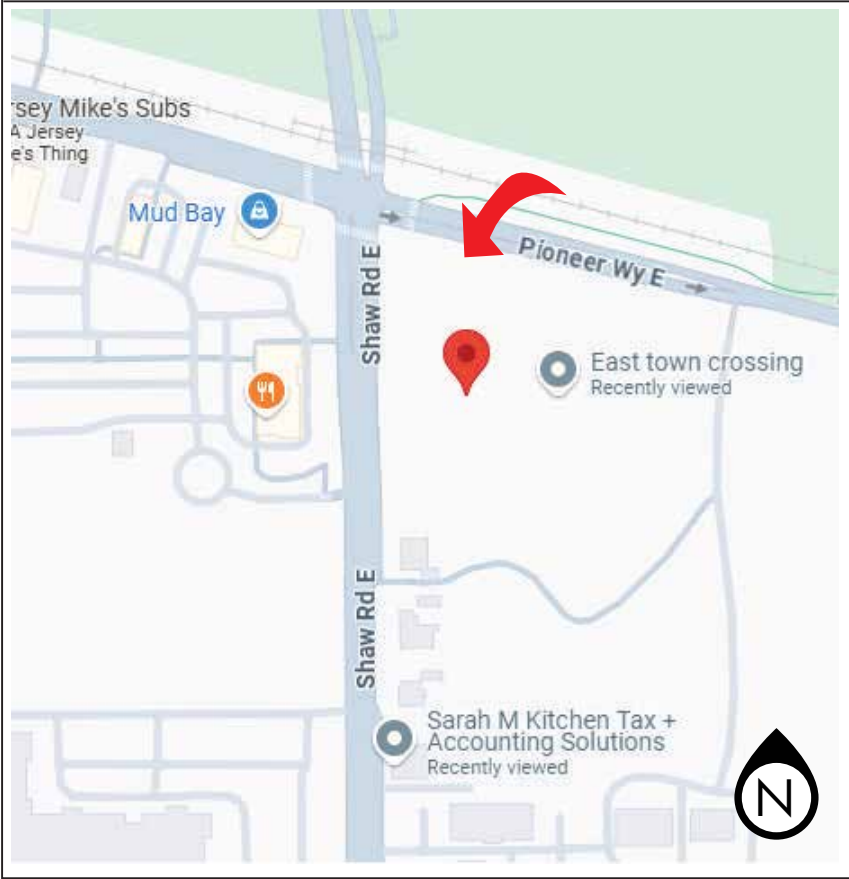 rsey Mike's Subs
A Jersey
e's Thing
Mud Bay
Shaw Rd E
Pioneer Wy E
East town crossing
Recently viewed
Shaw Rd E
Sarah M Kitchen Tax +
Accounting Solutions
Recently viewed
N